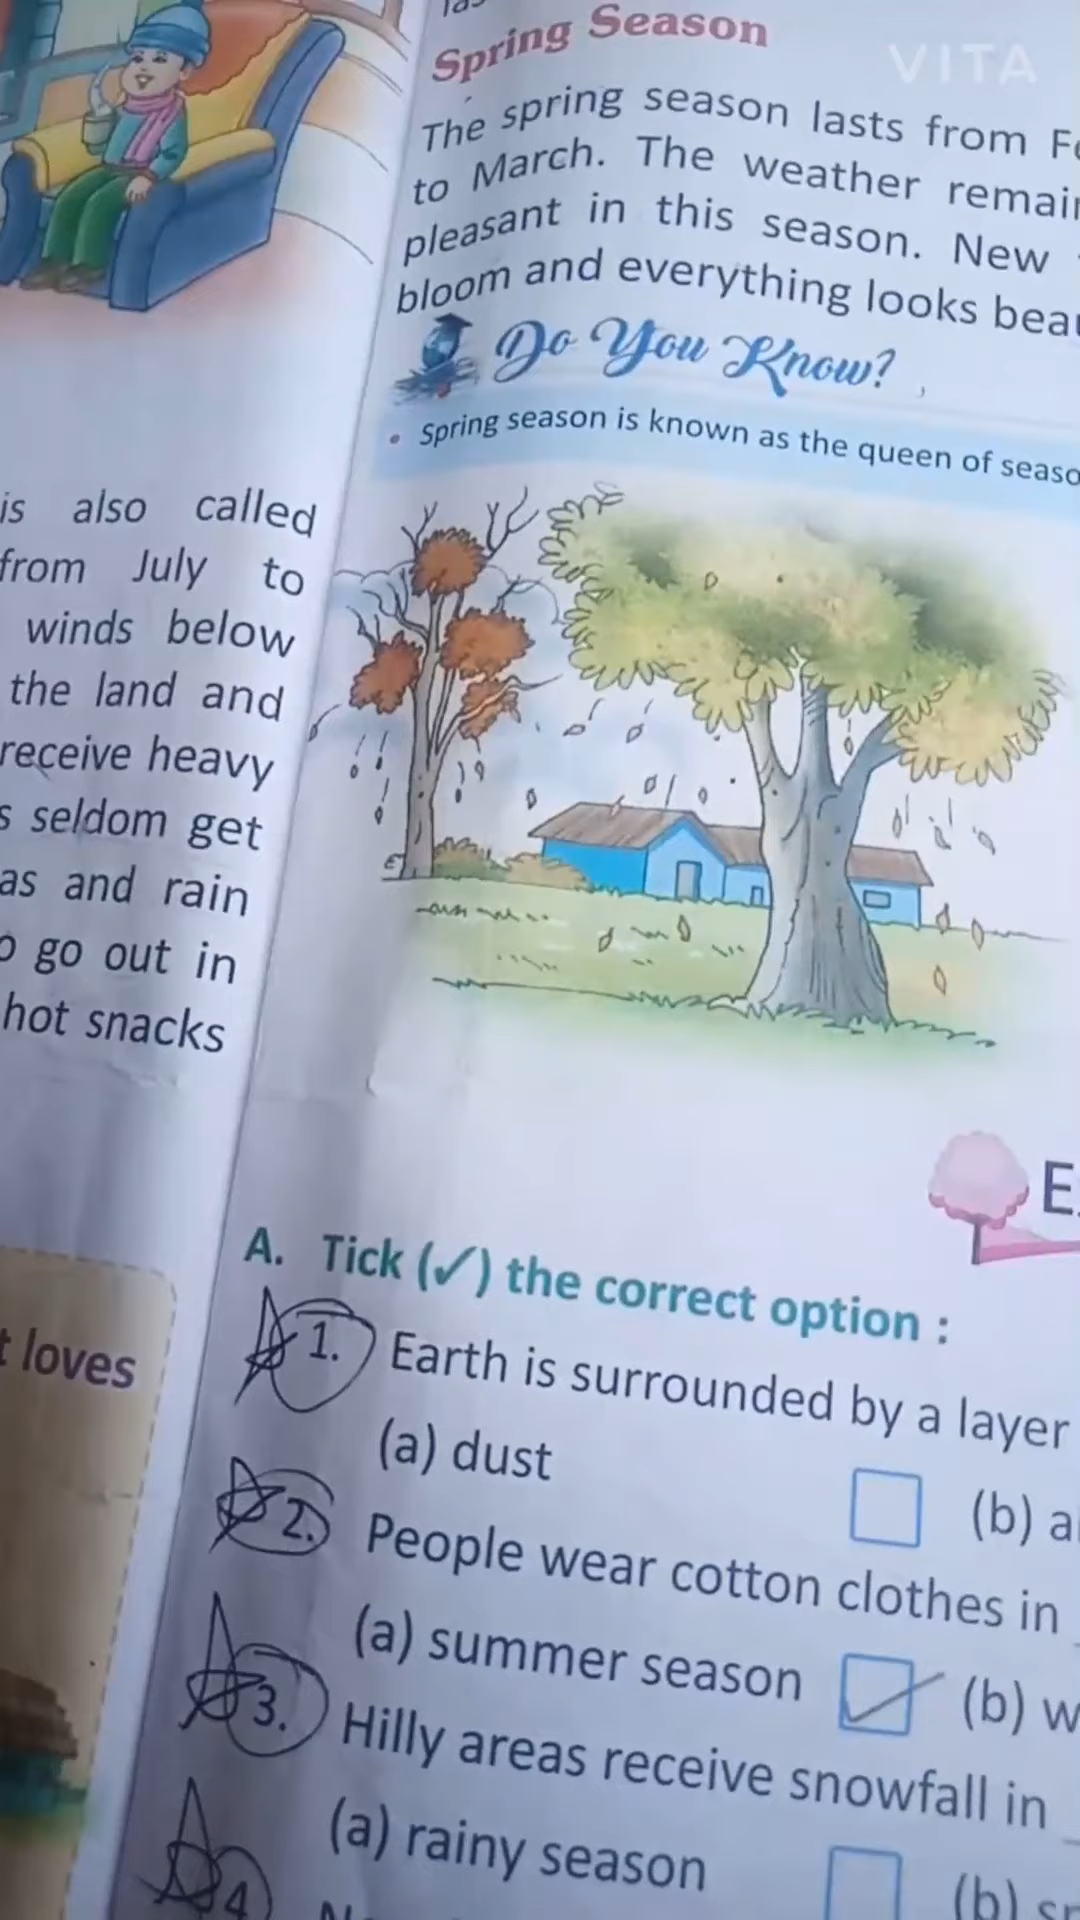 Spring Season
VITA
The spring season lasts from
to March. The weather
pleasant in this season. New
bloom and everything looks
Do You Know?
• Spring season is known as the queen of
is also called
from July to
winds below
the land and
receive heavy
seldom get
as and rain
go out in
hot snacks
loves
A. Tick (✓) the correct option :
1. Earth is surrounded by a layer
(a) dust (b)
2. People wear cotton clothes in
(a) summer season (b)
3. Hilly areas receive snowfall in
(a) rainy season (b)
4